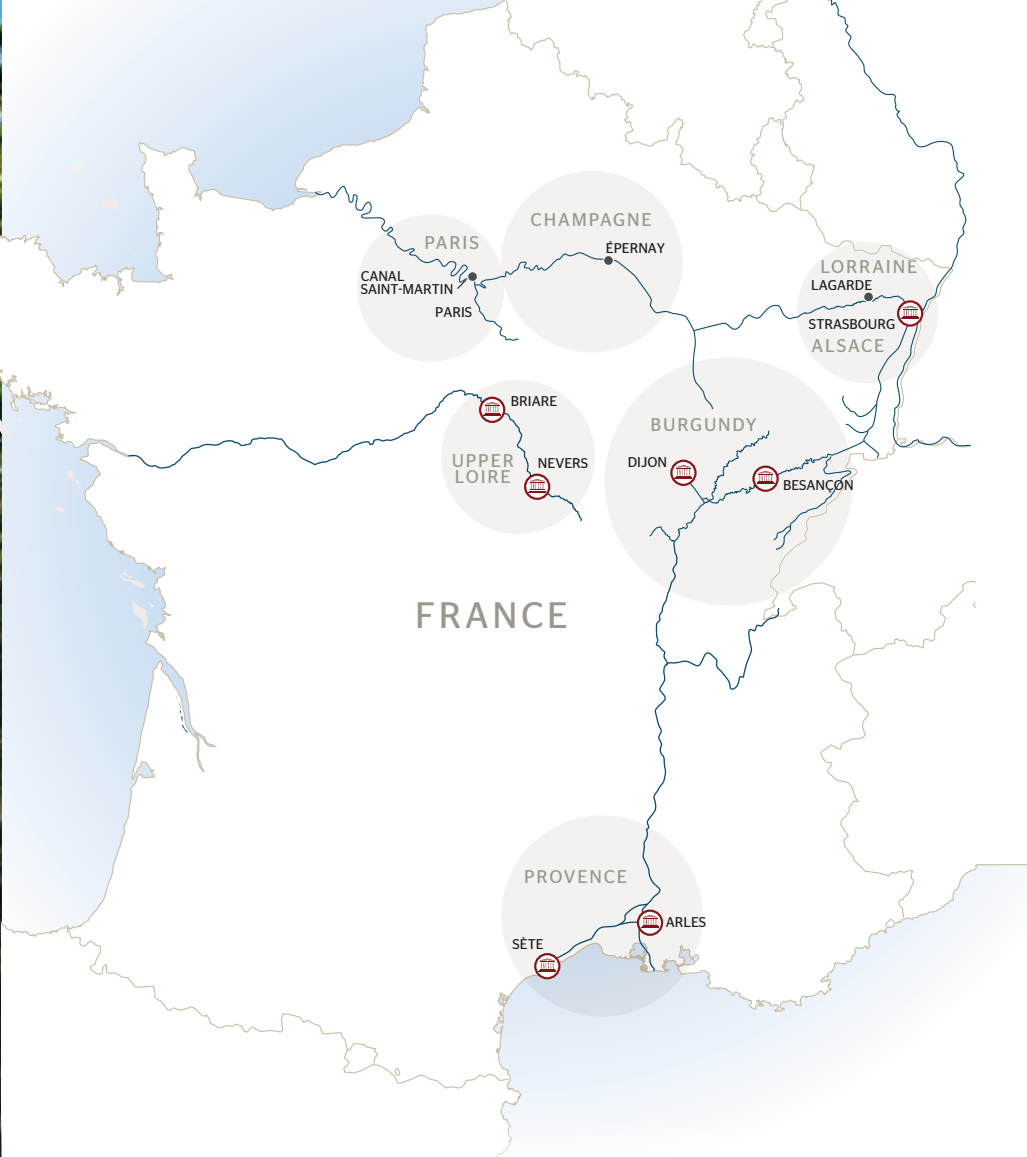 CHAMPAGNE
PARIS
ÉPERNAY
CANAL
SAINT-MARTIN
PARIS
LORRAINE
LAGARDE
STRASBOURG
ALSACE
BRIARE
BURGUNDY
UPPER
LOIRE
NEVERS
DIJON
BESANÇON
FRANCE
PROVENCE
ARLES
SÈTE